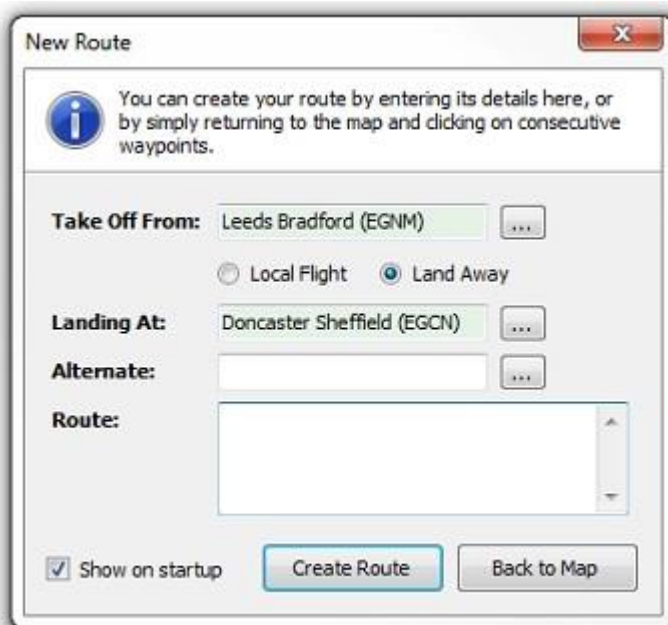 New Route
You can create your route by entering its details here, or
by simply returning to the map and clicking on consecutive
waypoints.
Take Off From: Leeds Bradford (EGNM) ...
Local Flight Land Away
Landing At: Doncaster Sheffield (EGCN) ...
Alternate: ...
Route:
Show on startup Create Route Back to Map